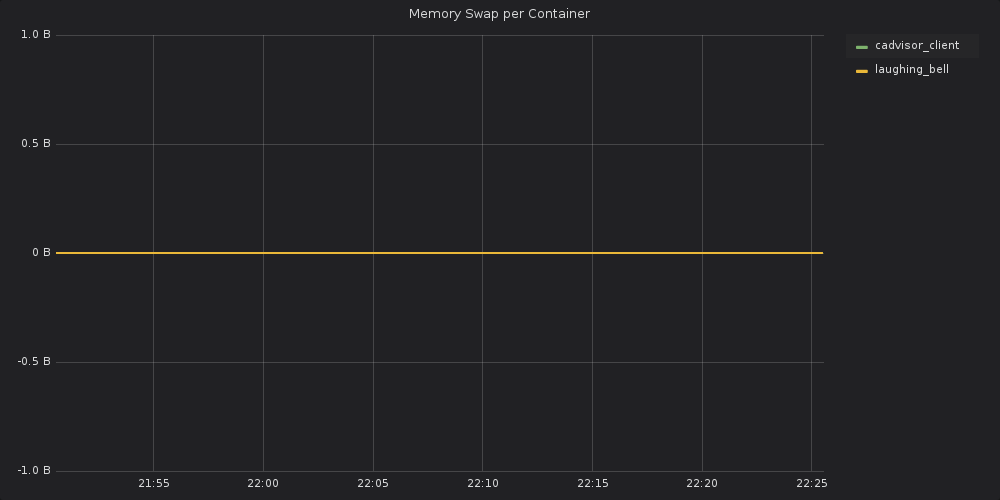 Memory Swap per Container
1.0 B
0.5 B
0 B
-0.5 B
-1.0 B
21:55
22:00
22:05
22:10
22:15
22:20
22:25
cadvisor_client
laughing_bell